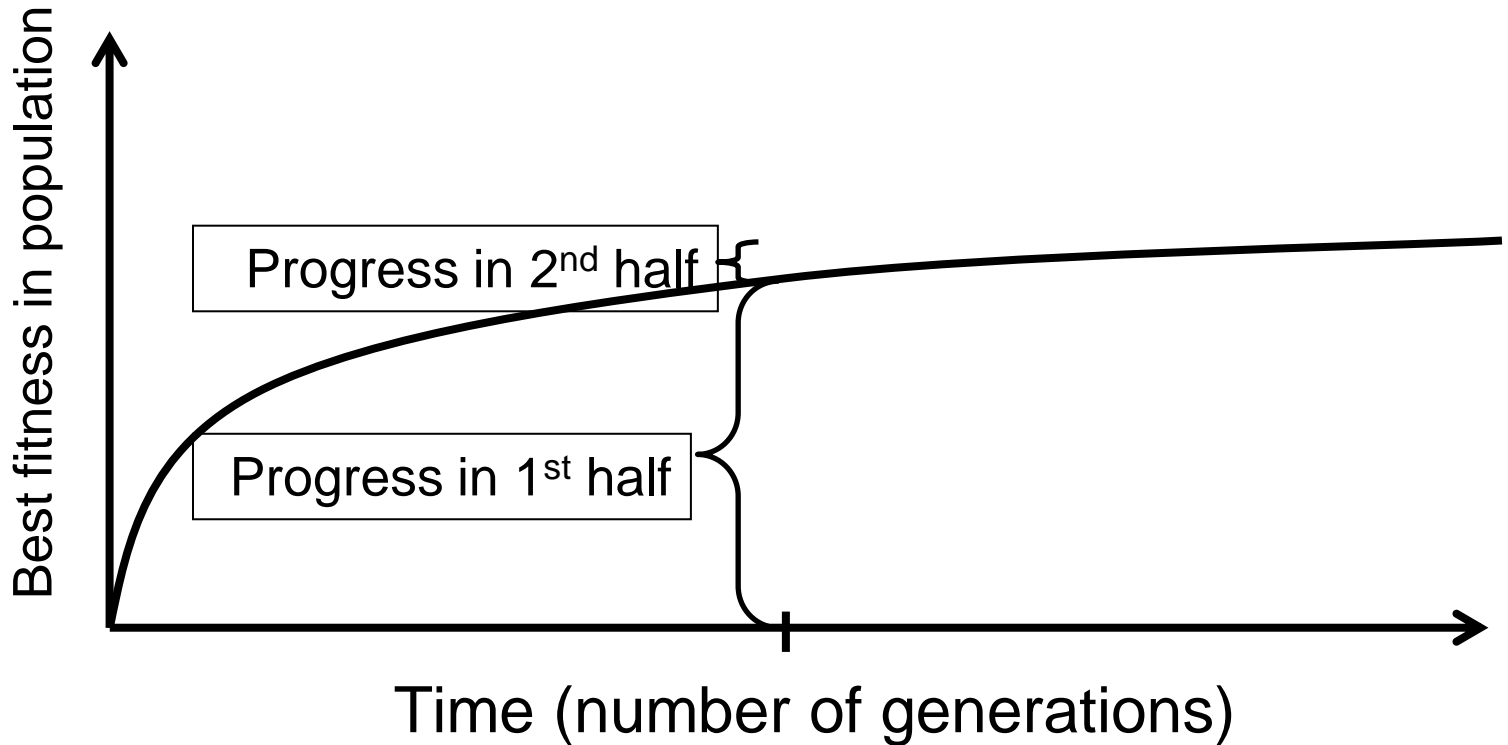 Best fitness in population
Progress in 2nd half
Progress in 1st half
Time (number of generations)